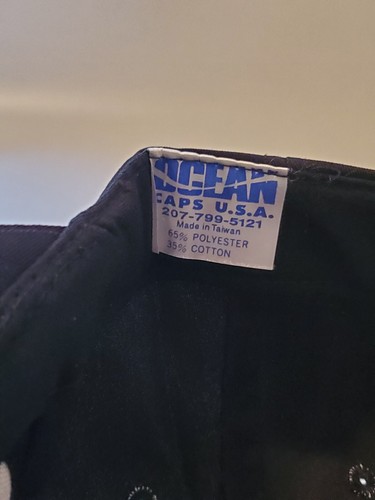 OCEAN
CAPS U.S.A.
207-799-5121
Made in Taiwan
65% POLYESTER
35% COTTON